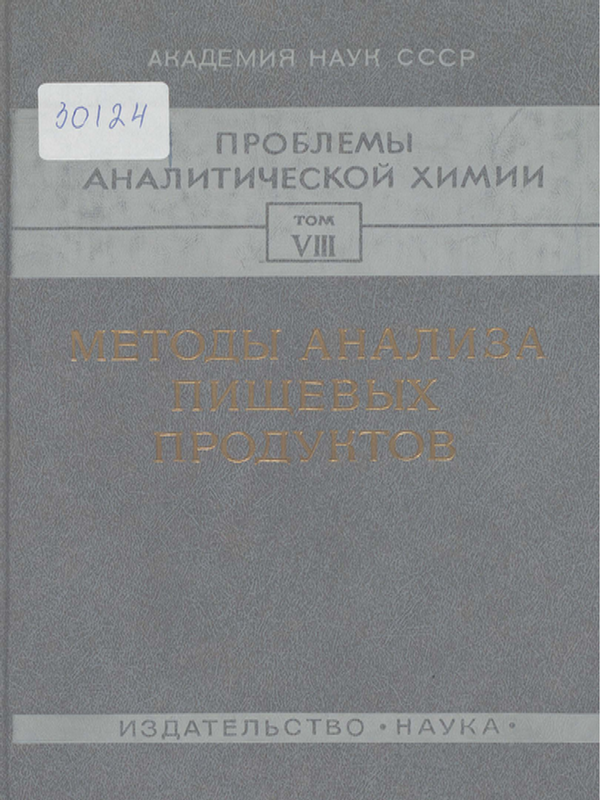 АКАДЕМИЯ НАУК СССР
30124
ПРОБЛЕМЫ
АНАЛИТИЧЕСКОЙ ХИМИИ
ТОМ
VIII
МЕТОДЫ АНАЛИЗА
ПИЩЕВЫХ
ПРОДУКТОВ
ИЗДАТЕЛЬСТВО • НАУКА •